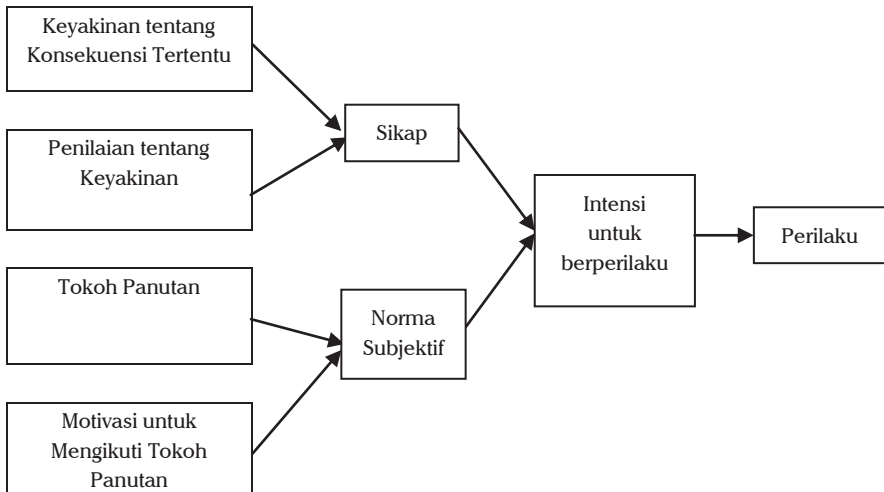 Keyakinan tentang
Konsekuensi Tertentu
Penilaian tentang
Keyakinan
Tokoh Panutan
Motivasi untuk
Mengikuti Tokoh
Panutan
Sikap
Norma
Subjektif
Intensi
untuk
berperilaku
Perilaku